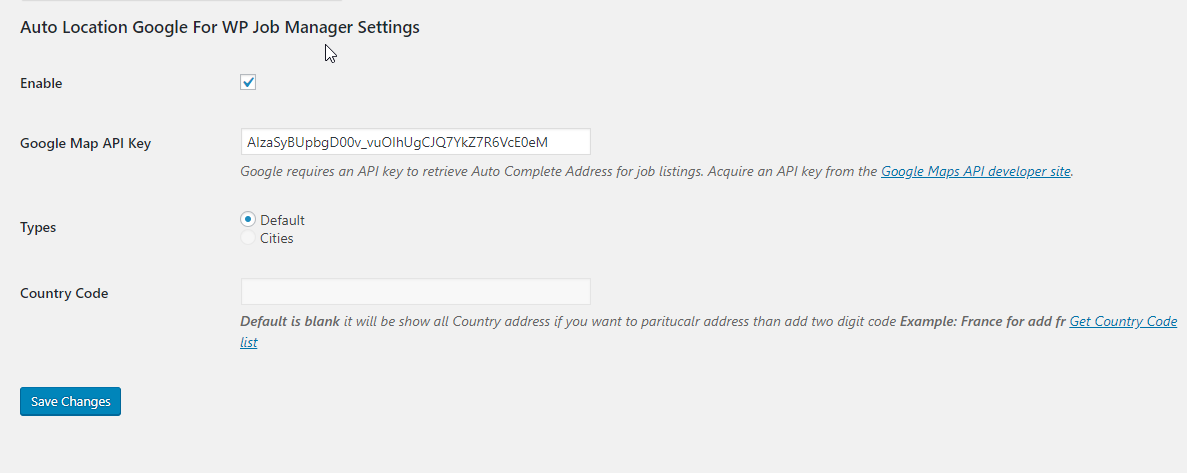 Auto Location Google For WP Job Manager Settings
Enable
Google Map API Key
AIzaSyBUpbgD00v_vuOIhUgCJQ7YkZ7R6VcE0eM
Google requires an API key to retrieve Auto Complete Address for job listings. Acquire an API key from the Google Maps API developer site.
Types
Default
Cities
Country Code
Default is blank it will be show all Country address if you want to paritucalr address than add two digit code Example: France for add fr Get Country Code
list
Save Changes